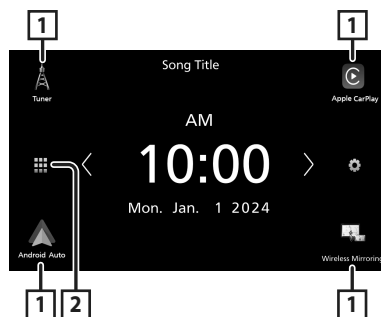 1
1
Tuner
Song Title
Apple CarPlay
AM
10:00
Mon. Jan. 1 2024
Android Auto
Wireless Mirroring
1
2
1